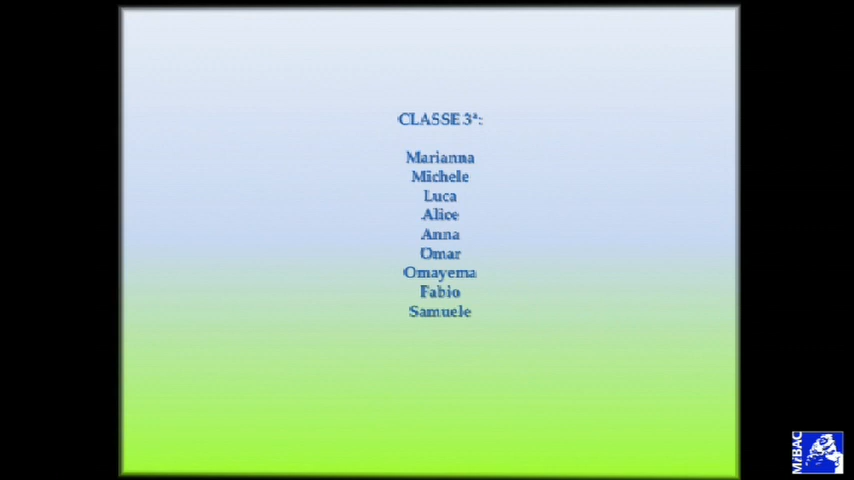 CLASSE 3ª:
Marianna
Michele
Luca
Alice
Anna
Omar
Omayema
Fabio
Samuele
MiBAC